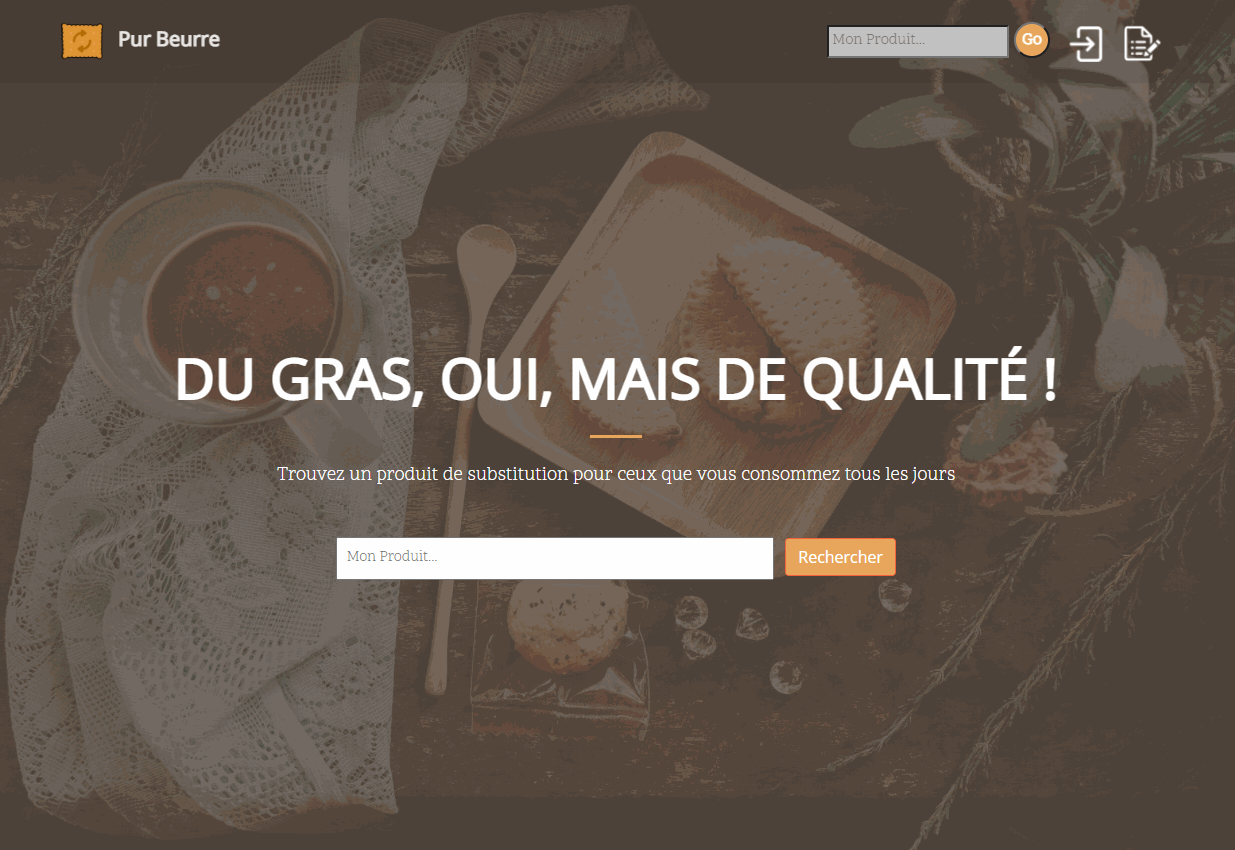 Pur Beurre
Mon Produit...
Go
DU GRAS, OUI, MAIS DE QUALITÉ !
Trouvez un produit de substitution pour ceux que vous consommez tous les jours
Mon Produit...
Rechercher